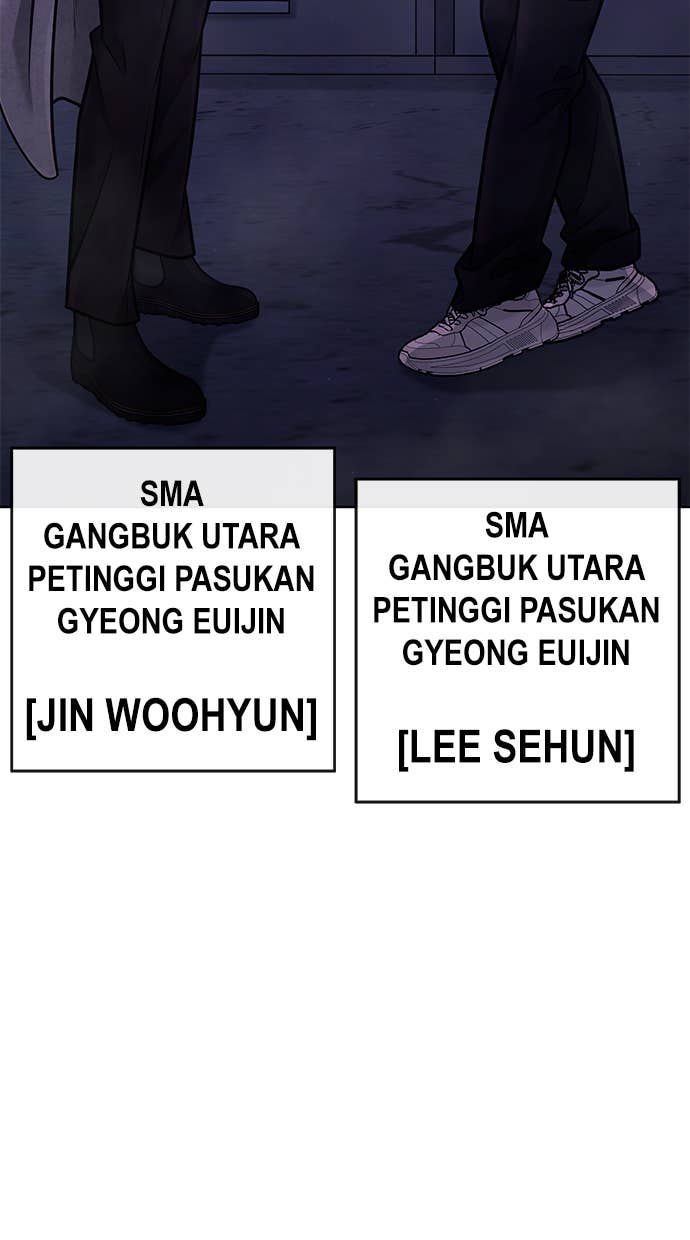 SMA
GANGBUK UTARA
PETINGGI PASUKAN
GYEONG EUIJIN
[JIN WOOHYUN]
SMA
GANGBUK UTARA
PETINGGI PASUKAN
GYEONG EUIJIN
[LEE SEHUN]